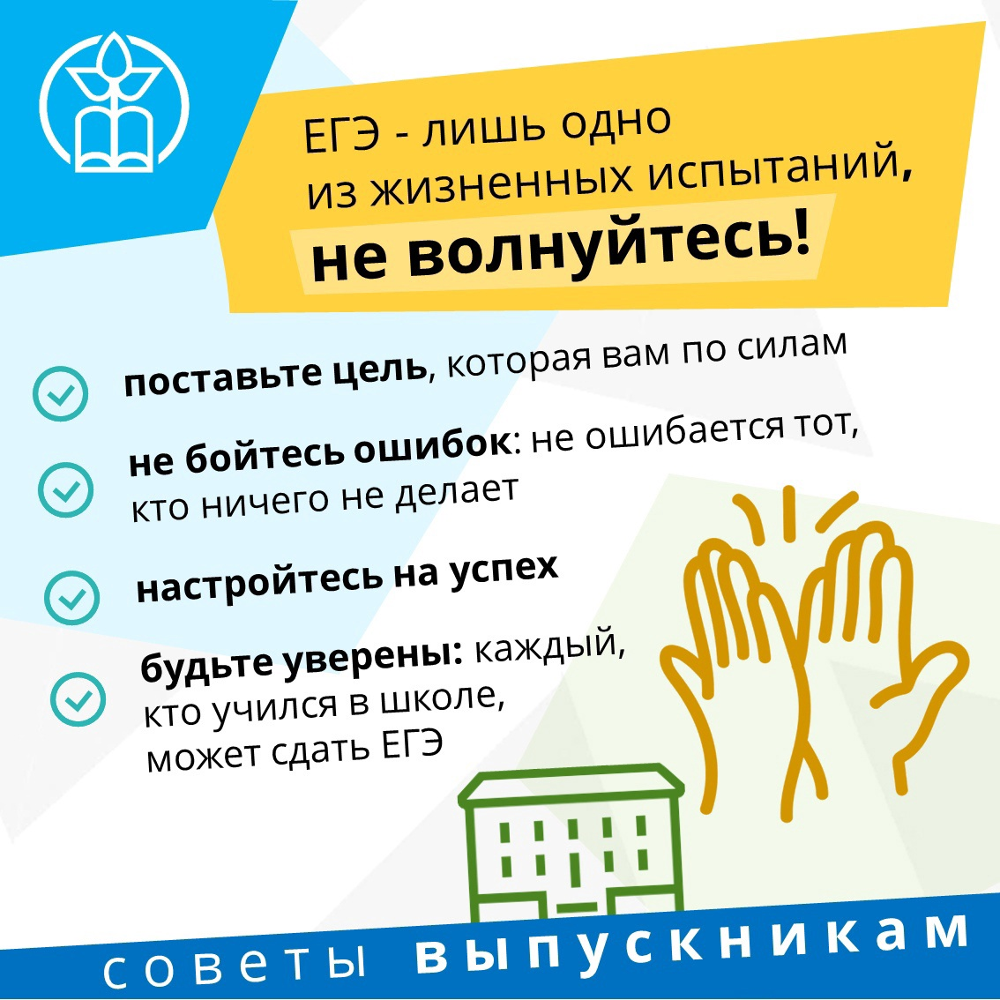 ЕГЭ - лишь одно
из жизненных испытаний,
не волнуйтесь!
поставьте цель, которая вам по силам
не бойтесь ошибок: не ошибается тот,
кто ничего не делает
настройтесь на успех
будьте уверены: каждый,
кто учился в школе,
может сдать ЕГЭ
советы выпускникам